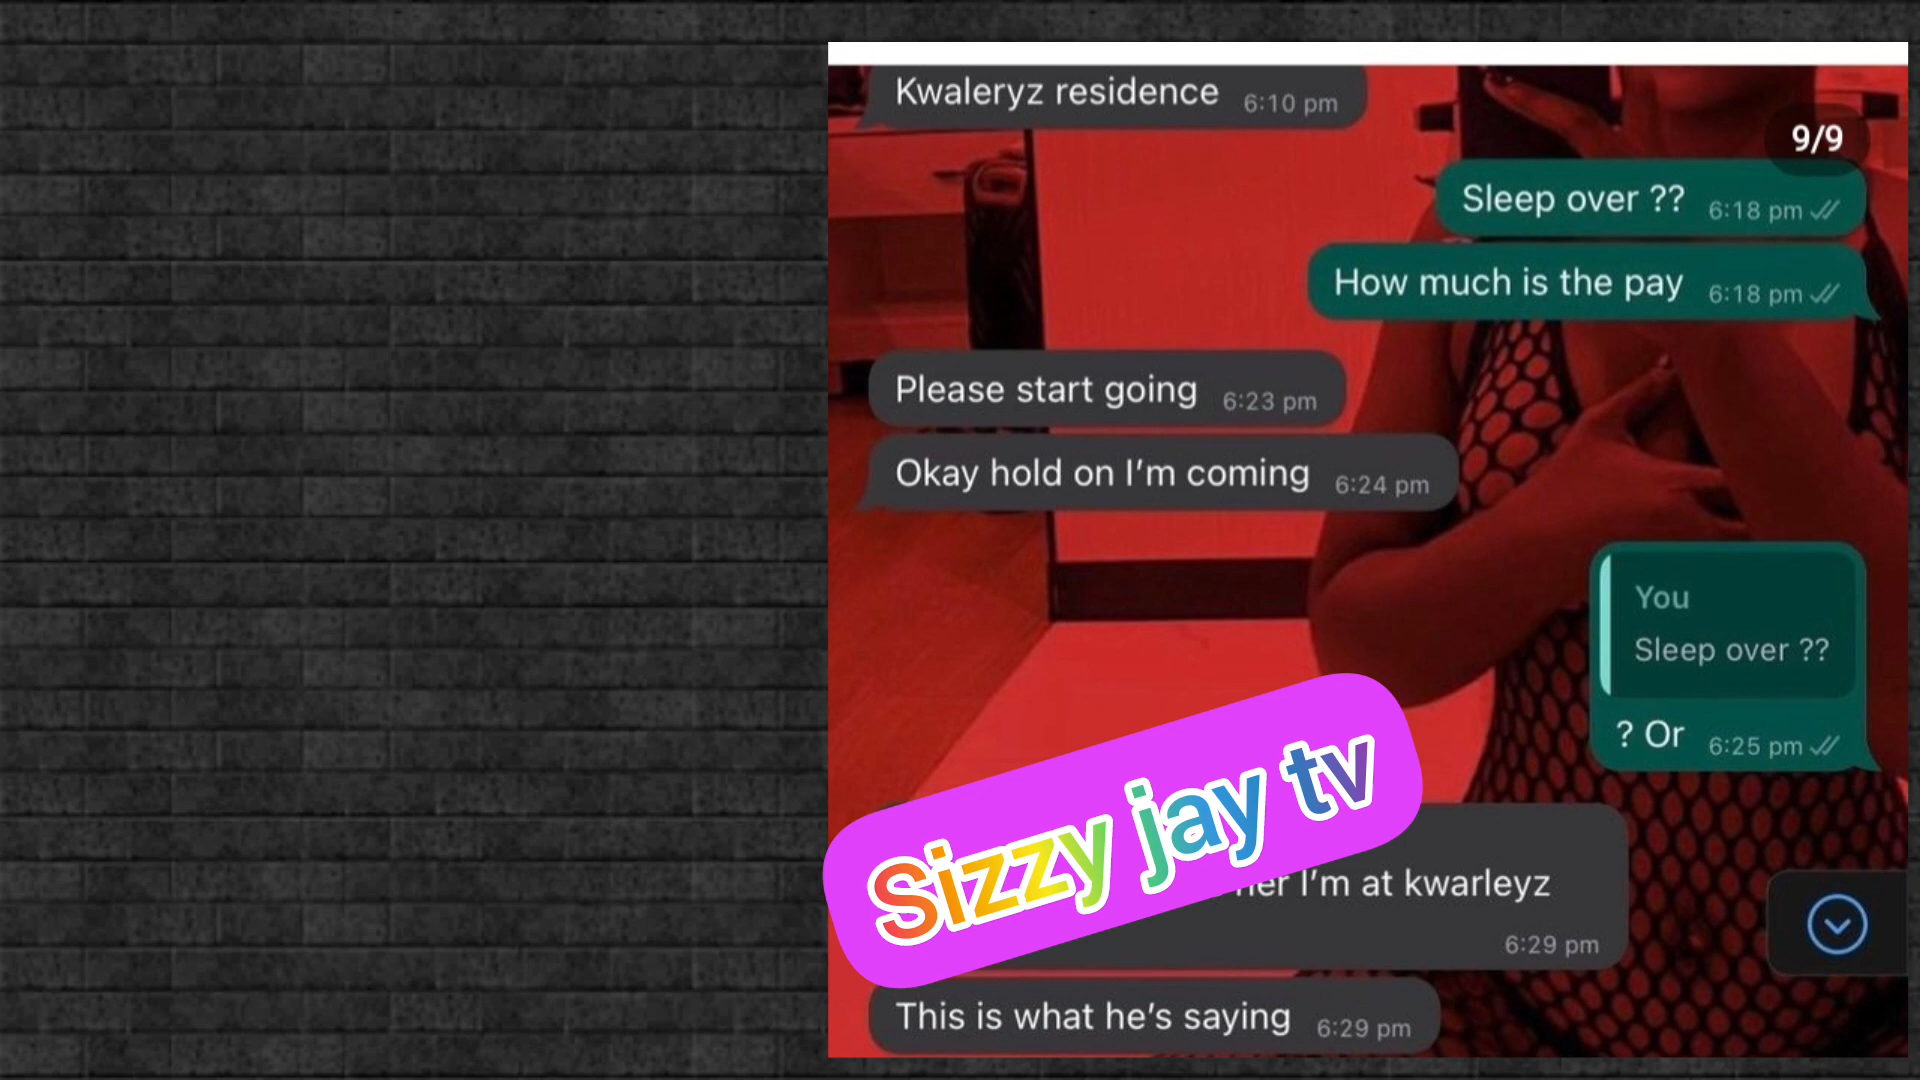 Kwaleryz residence 6:10 pm
9/9
Sleep over ?? 6:18 pm
How much is the pay 6:18 pm
Please start going 6:23 pm
Okay hold on I'm coming 6:24 pm
You
Sleep over ??
? Or 6:25 pm
Sizzy jay tv
I'm at kwarleyz
6:29 pm
This is what he's saying 6:29 pm